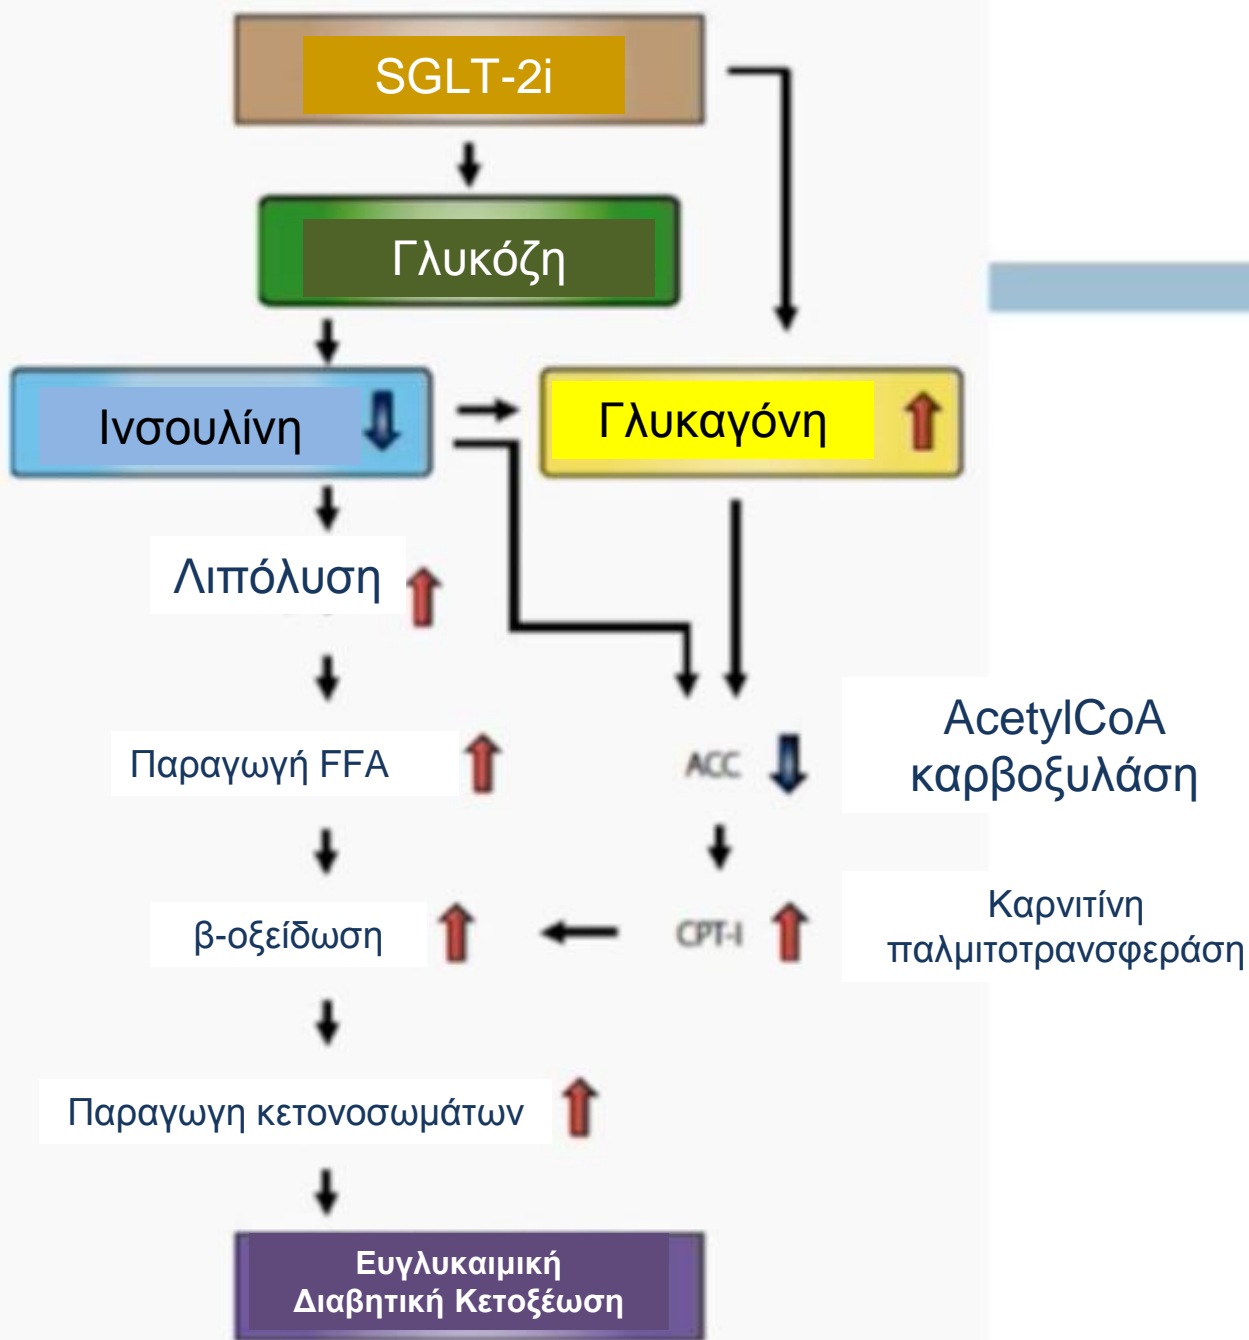 SGLT-2i
Γλυκόζη
Ινσουλίνη
Γλυκαγόνη
Λιπόλυση
Παραγωγή FFA
ACC
AcetylCoA
καρβοξυλάση
β-οξείδωση
CPT-I
Καρνιτίνη
παλμιτοτρανσφεράση
Παραγωγη κετονοσωμάτων
Ευγλυκαιμική
Διαβητική Κετοξέωση